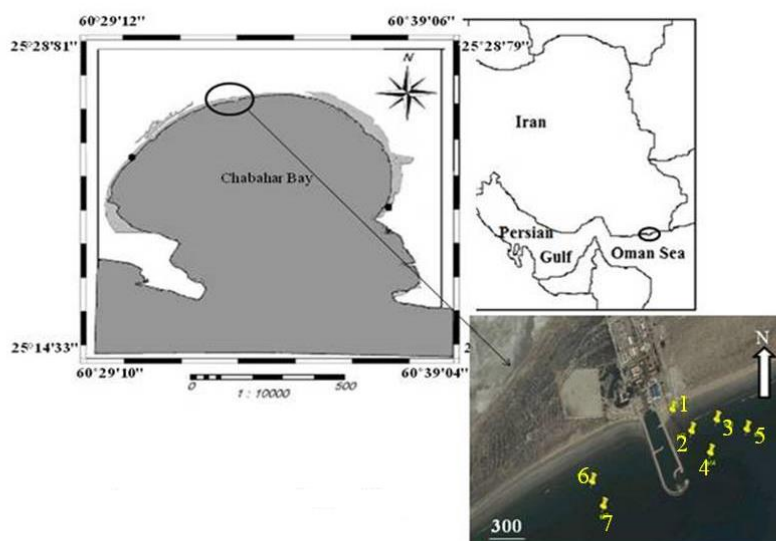 60°29'12"
60°39'06"
25°28'81"
25°28'79"
N
Iran
Chabahar Bay
Persian
Gulf
Oman Sea
25°14'33"
60°29'10"
60°39'04"
0
500
1 : 10000
N
1
2
3
5
4
6
7
300